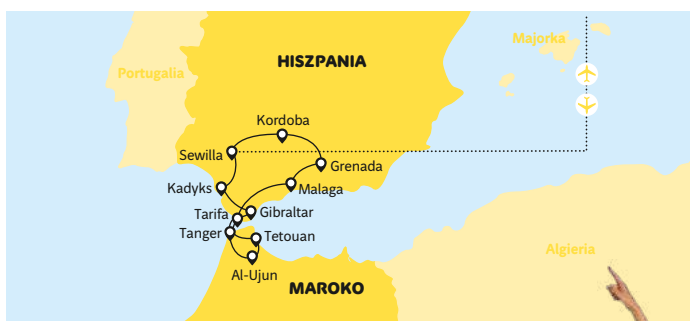 Majorka
HISZPANIA
Portugalia
Kordoba
Sewilla
Grenada
Kadyks
Malaga
Tarifa
Gibraltar
Tanger
Tetouan
Algieria
Al-Ujun
MAROKO